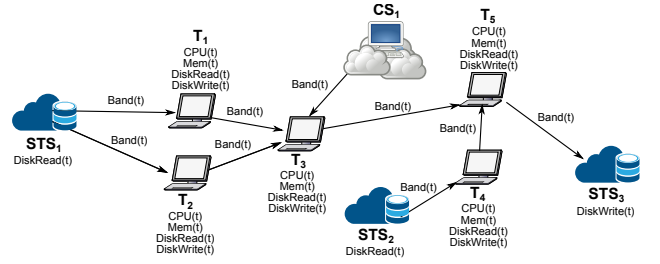 CS₁
T₅
CPU(t)
Mem(t)
DiskRead(t)
DiskWrite(t)
T₁
CPU(t)
Mem(t)
DiskRead(t)
DiskWrite(t)
Band(t)
Band(t)
Band(t)
Band(t)
Band(t)
STS₁
DiskRead(t)
Band(t)
Band(t)
Band(t)
T₃
CPU(t)
Mem(t)
DiskRead(t)
DiskWrite(t)
T₂
CPU(t)
Mem(t)
DiskRead(t)
DiskWrite(t)
Band(t)
STS₂
DiskRead(t)
T₄
CPU(t)
Mem(t)
DiskRead(t)
DiskWrite(t)
STS₃
DiskWrite(t)